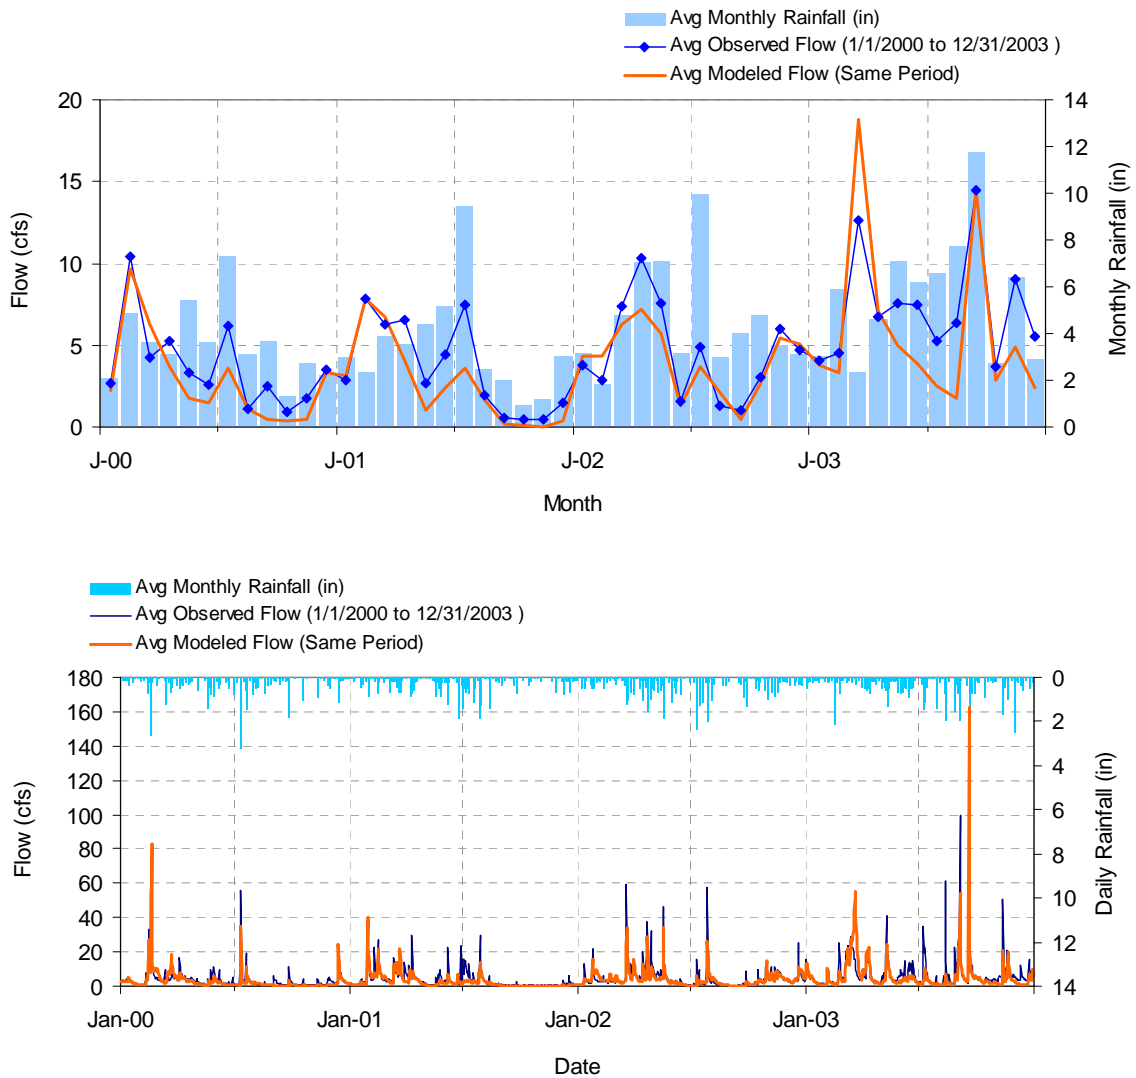 Avg Monthly Rainfall (in)
Avg Observed Flow (1/1/2000 to 12/31/2003 )
Avg Modeled Flow (Same Period)
20
15
10
5
0
Flow (cfs)
14
12
10
8
6
4
2
0
Monthly Rainfall (in)
J-00 J-01 J-02 J-03
Month
Avg Monthly Rainfall (in)
Avg Observed Flow (1/1/2000 to 12/31/2003 )
Avg Modeled Flow (Same Period)
180
160
140
120
100
80
60
40
20
0
Flow (cfs)
0
2
4
6
8
10
12
14
Daily Rainfall (in)
Jan-00 Jan-01 Jan-02 Jan-03
Date